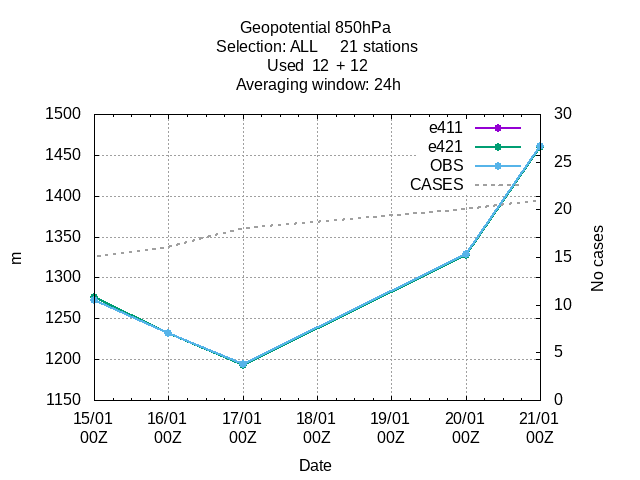 Geopotential 850hPa
Selection: ALL 21 stations
Used 12 + 12
Averaging window: 24h
1500
1450
1400
1350
1300
1250
1200
1150
m
30
25
20
15
10
5
0
No cases
e411
e421
OBS
CASES
15/01 16/01 17/01 18/01 19/01 20/01 21/01
00Z 00Z 00Z 00Z 00Z 00Z 00Z
Date